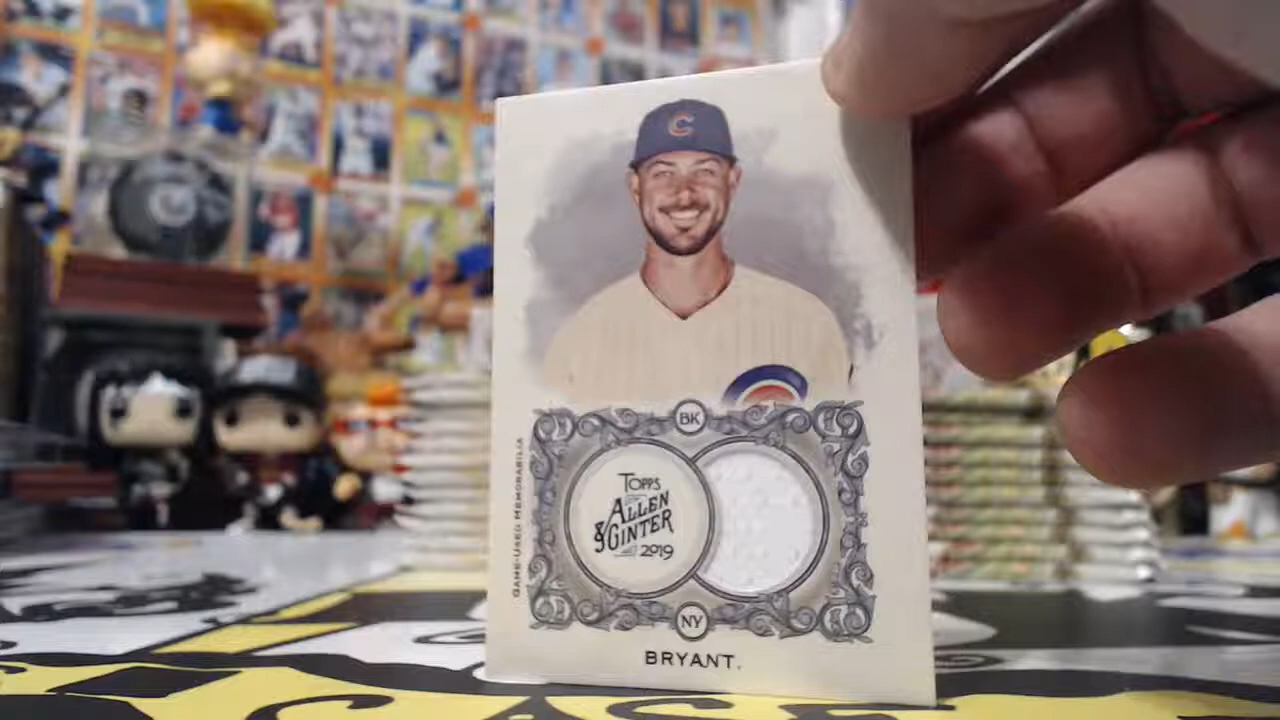 C
BK
GAME-USED MEMORABILIA
TOPPS
ALLEN
& GINTER
2019
NY
BRYANT.